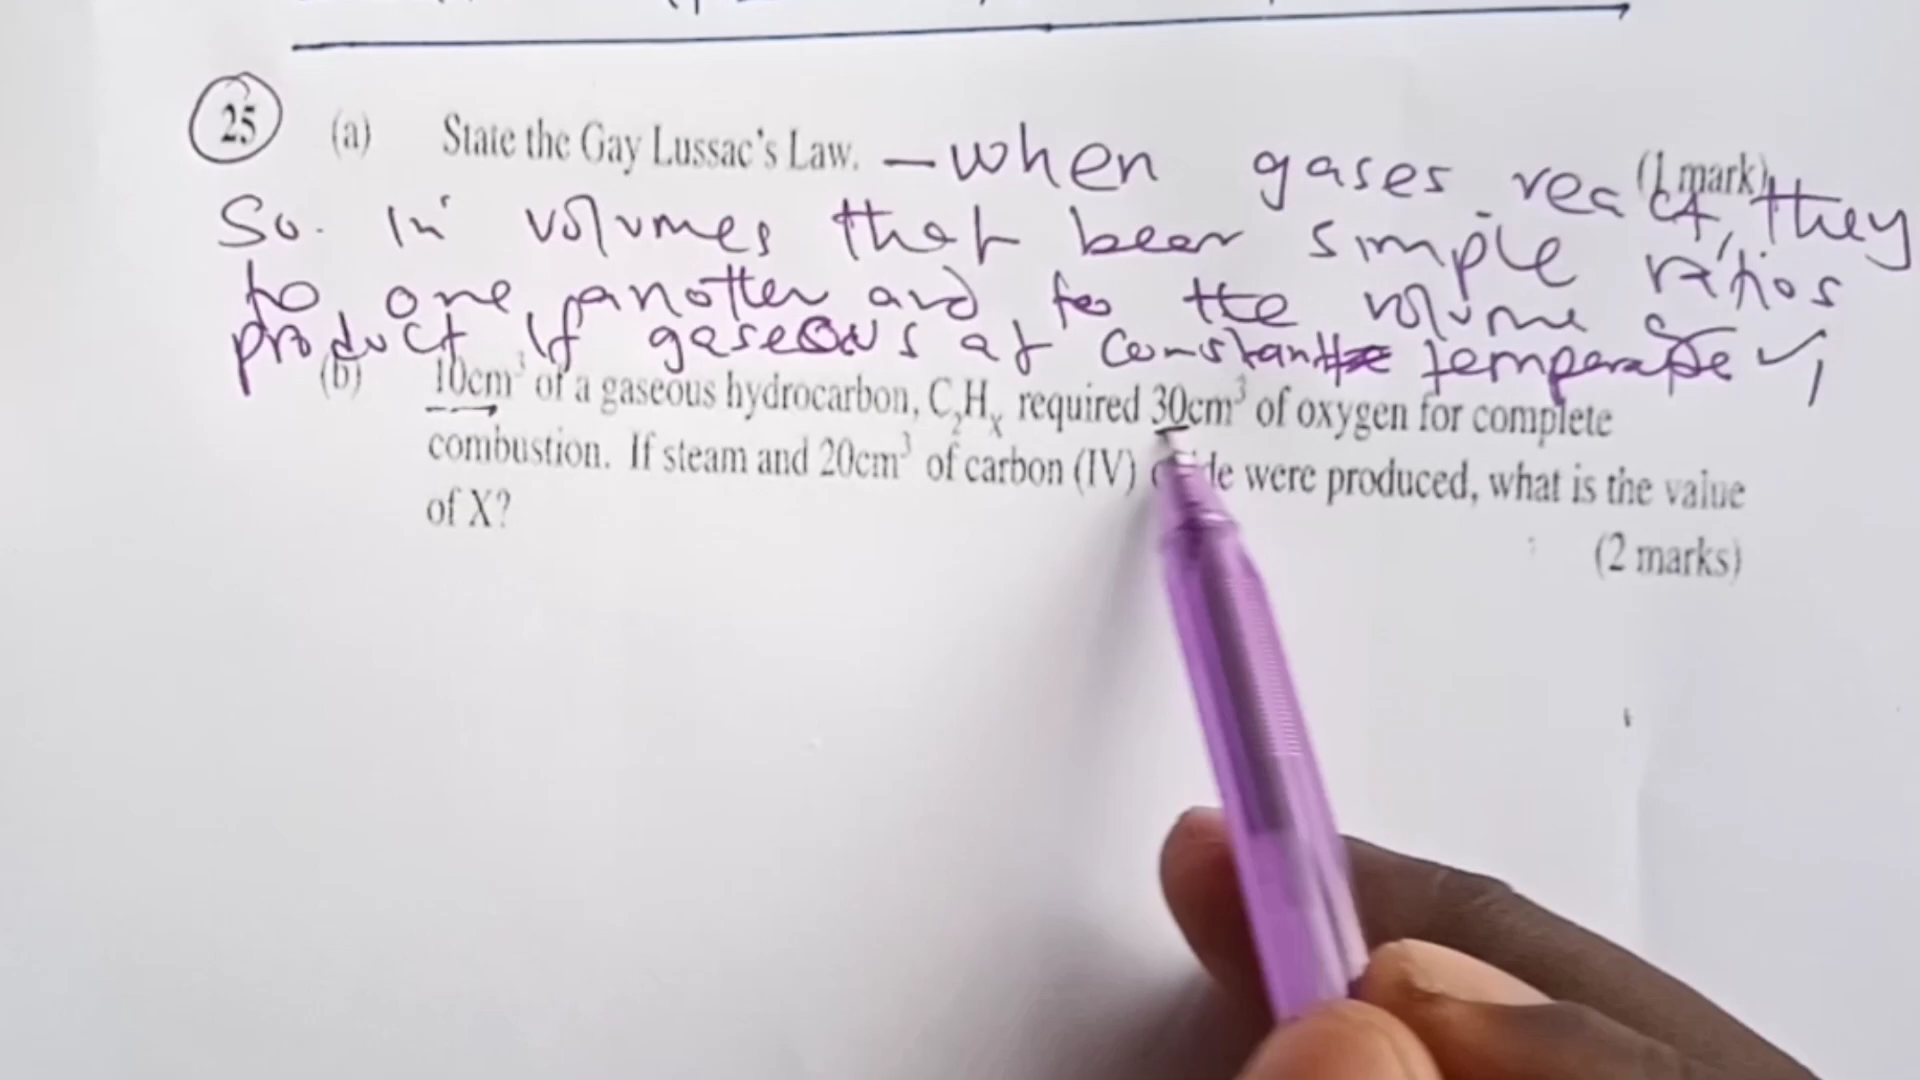 25 (a) State the Gay Lussac's Law. – when gases react, they (1 mark)
So in volumes that bear simple ratios
to one another and to the volume of
product if gaseous at constant temperature ✓1
(b) 10cm³ of a gaseous hydrocarbon, C₂Hₓ required 30cm³ of oxygen for complete
combustion. If steam and 20cm³ of carbon (IV) were produced, what is the value
of X?
(2 marks)